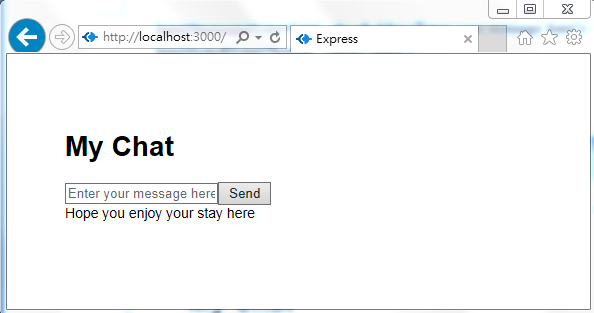 http://localhost:3000/
Express
My Chat
Enter your message here
Send
Hope you enjoy your stay here